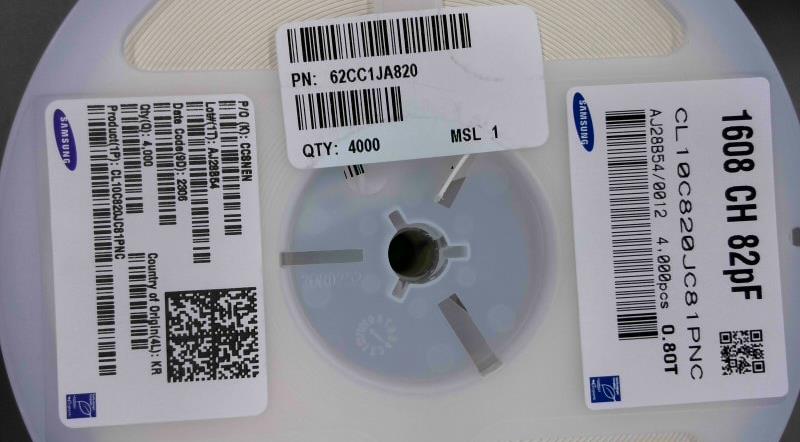 PN: 62CC1JA820
QTY: 4000 MSL 1
SAMSUNG
P/O (K): CC8NEN
Lot#(1T): AJ28B54
Date Code(9D): 2306
Qty(Q): 4,000
Product(1P): CL10C820JC81PNC
Country of Origin(4L): KR
SAMSUNG
1608 CH 82pF
CL10C820JC81PNC
AJ28B54/0012 4,000pcs 0.80T